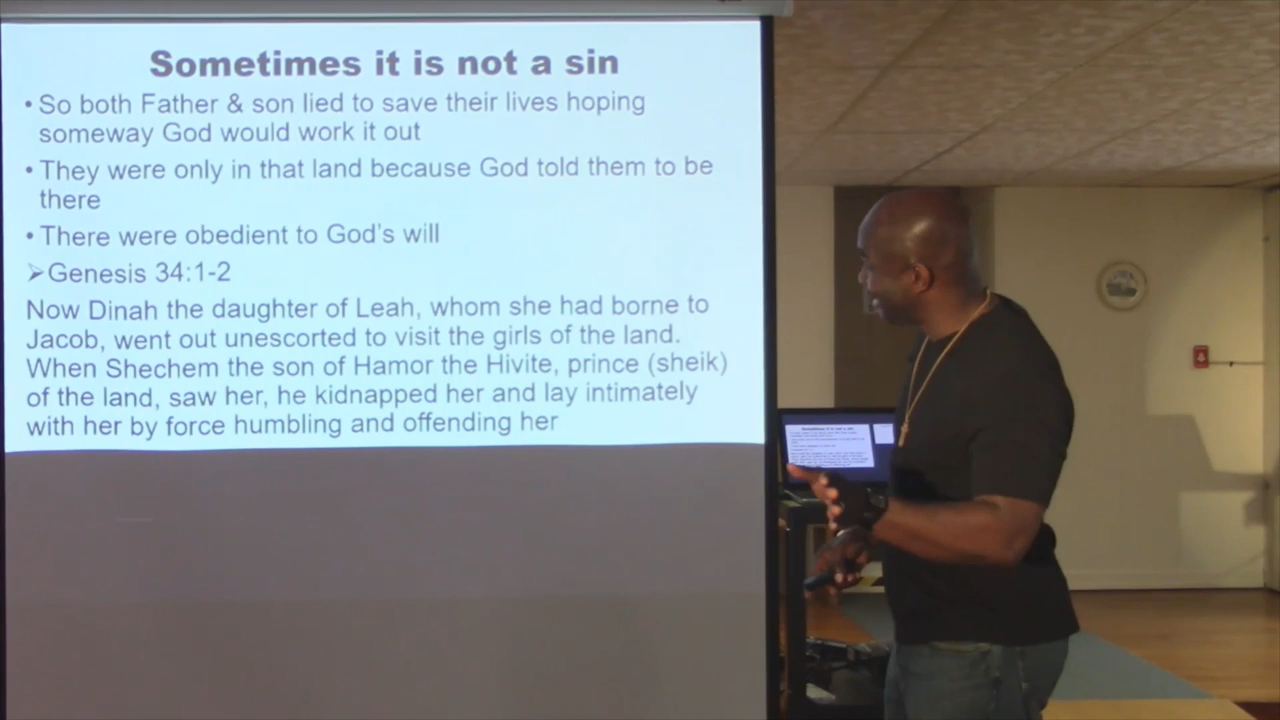 Sometimes it is not a sin
• So both Father & son lied to save their lives hoping
someway God would work it out
• They were only in that land because God told them to be
there
• There were obedient to God's will
➢Genesis 34:1-2
Now Dinah the daughter of Leah, whom she had borne to
Jacob, went out unescorted to visit the girls of the land.
When Shechem the son of Hamor the Hivite, prince (sheik)
of the land, saw her, he kidnapped her and lay intimately
with her by force humbling and offending her
Sometimes it is not a sin